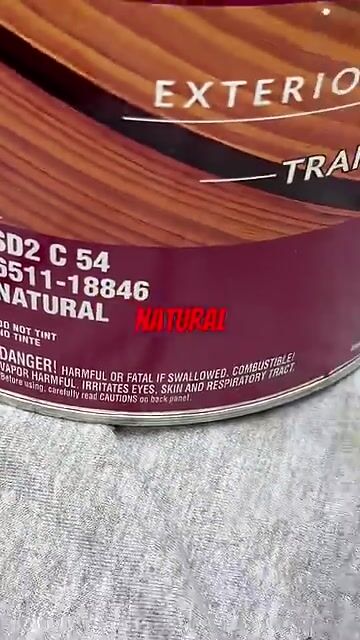 EXTERIO
TRA
SD2 C 54
6511-18846
NATURAL
NATURAL
DO NOT TINT
NO TINTE
DANGER! HARMFUL OR FATAL IF SWALLOWED. COMBUSTIBLE!
VAPOR HARMFUL. IRRITATES EYES, SKIN AND RESPIRATORY TRACT.
Before using, carefully read CAUTIONS on back panel.